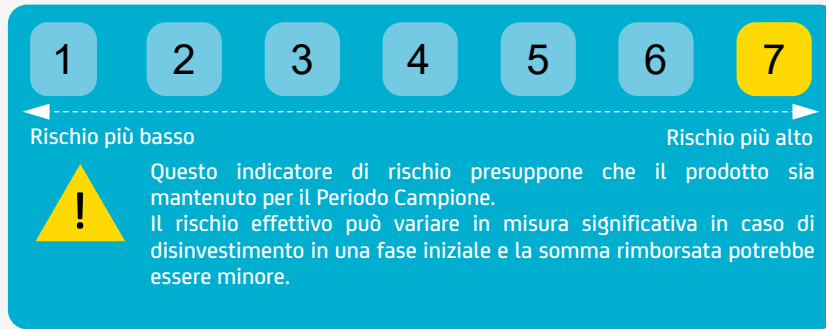 1 2 3 4 5 6 7
Rischio più basso Rischio più alto
!
Questo indicatore di rischio presuppone che il prodotto sia
mantenuto per il Periodo Campione.
Il rischio effettivo può variare in misura significativa in caso di
disinvestimento in una fase iniziale e la somma rimborsata potrebbe
essere minore.